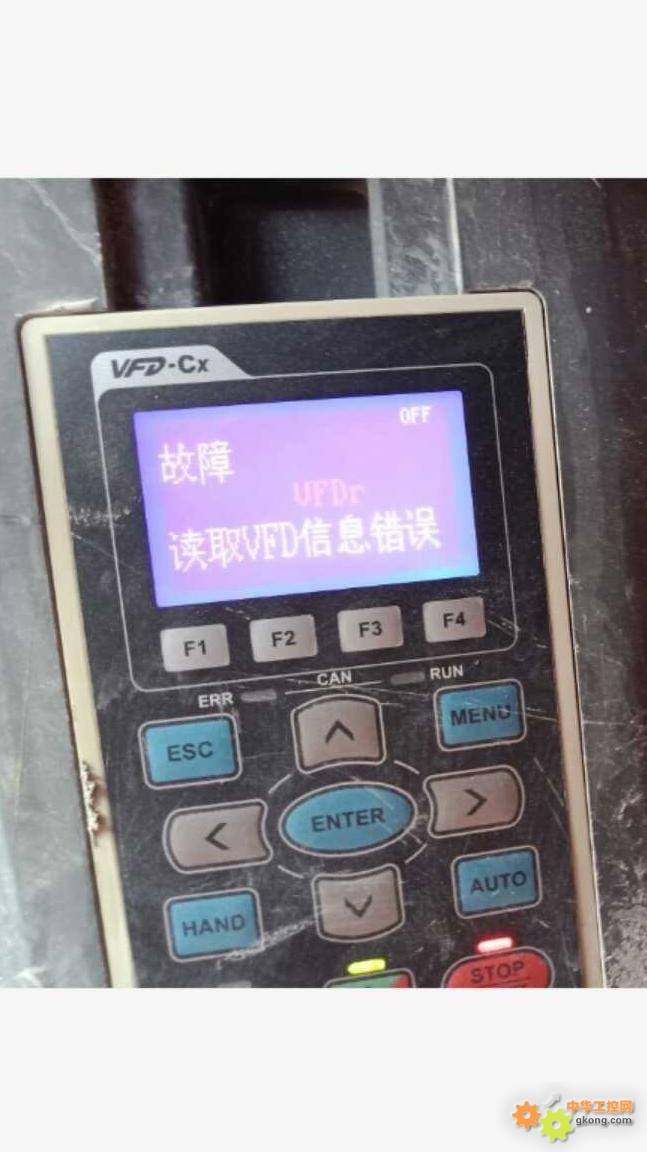 VFD-Cx
OFF
故障
VFDr
读取VFD信息错误
F1 F2 F3 F4
ERR CAN RUN
ESC MENU
ENTER
HAND AUTO
STOP
中华工控网
gkong.com